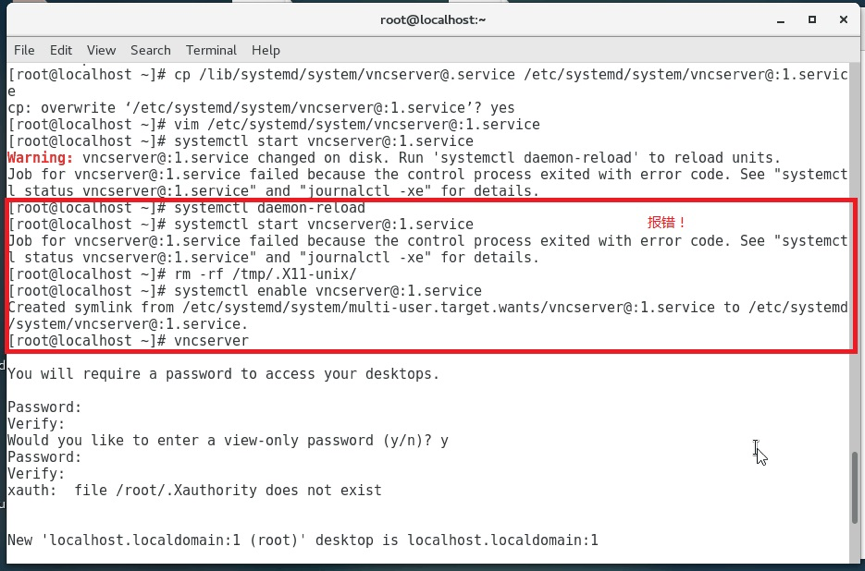 root@localhost:~
File Edit View Search Terminal Help
[root@localhost ~]# cp /lib/systemd/system/vncserver@.service /etc/systemd/system/vncserver@:1.servic
e
cp: overwrite ‘/etc/systemd/system/vncserver@:1.service’? yes
[root@localhost ~]# vim /etc/systemd/system/vncserver@:1.service
[root@localhost ~]# systemctl start vncserver@:1.service
Warning: vncserver@:1.service changed on disk. Run 'systemctl daemon-reload' to reload units.
Job for vncserver@:1.service failed because the control process exited with error code. See "systemct
l status vncserver@:1.service" and "journalctl -xe" for details.
[root@localhost ~]# systemctl daemon-reload
[root@localhost ~]# systemctl start vncserver@:1.service
报错！
Job for vncserver@:1.service failed because the control process exited with error code. See "systemct
l status vncserver@:1.service" and "journalctl -xe" for details.
[root@localhost ~]# rm -rf /tmp/.X11-unix/
[root@localhost ~]# systemctl enable vncserver@:1.service
Created symlink from /etc/systemd/system/multi-user.target.wants/vncserver@:1.service to /etc/systemd
/system/vncserver@:1.service.
[root@localhost ~]# vncserver
You will require a password to access your desktops.
Password:
Verify:
Would you like to enter a view-only password (y/n)? y
Password:
Verify:
xauth:  file /root/.Xauthority does not exist
New 'localhost.localdomain:1 (root)' desktop is localhost.localdomain:1